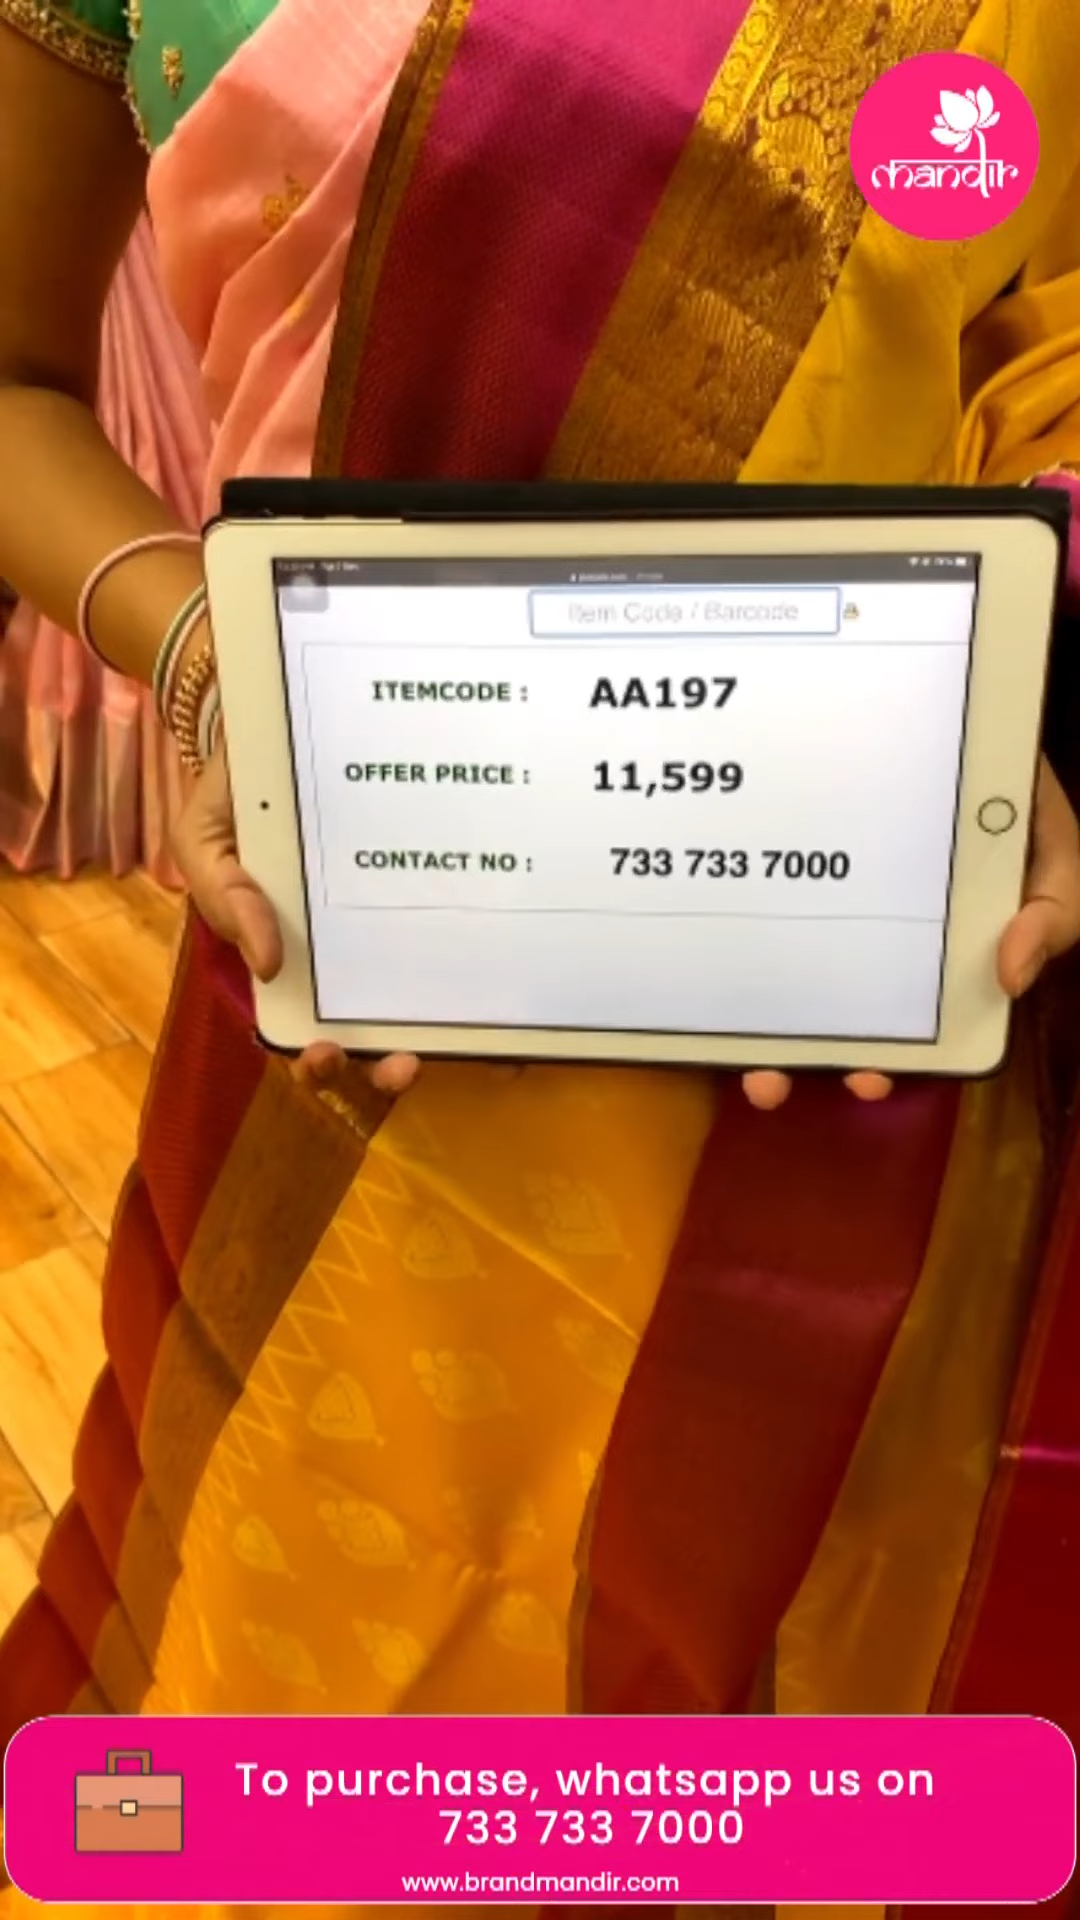 mandir
Item Code / Barcode
ITEMCODE : AA197
OFFER PRICE : 11,599
CONTACT NO : 733 733 7000
To purchase, whatsapp us on
733 733 7000
www.brandmandir.com